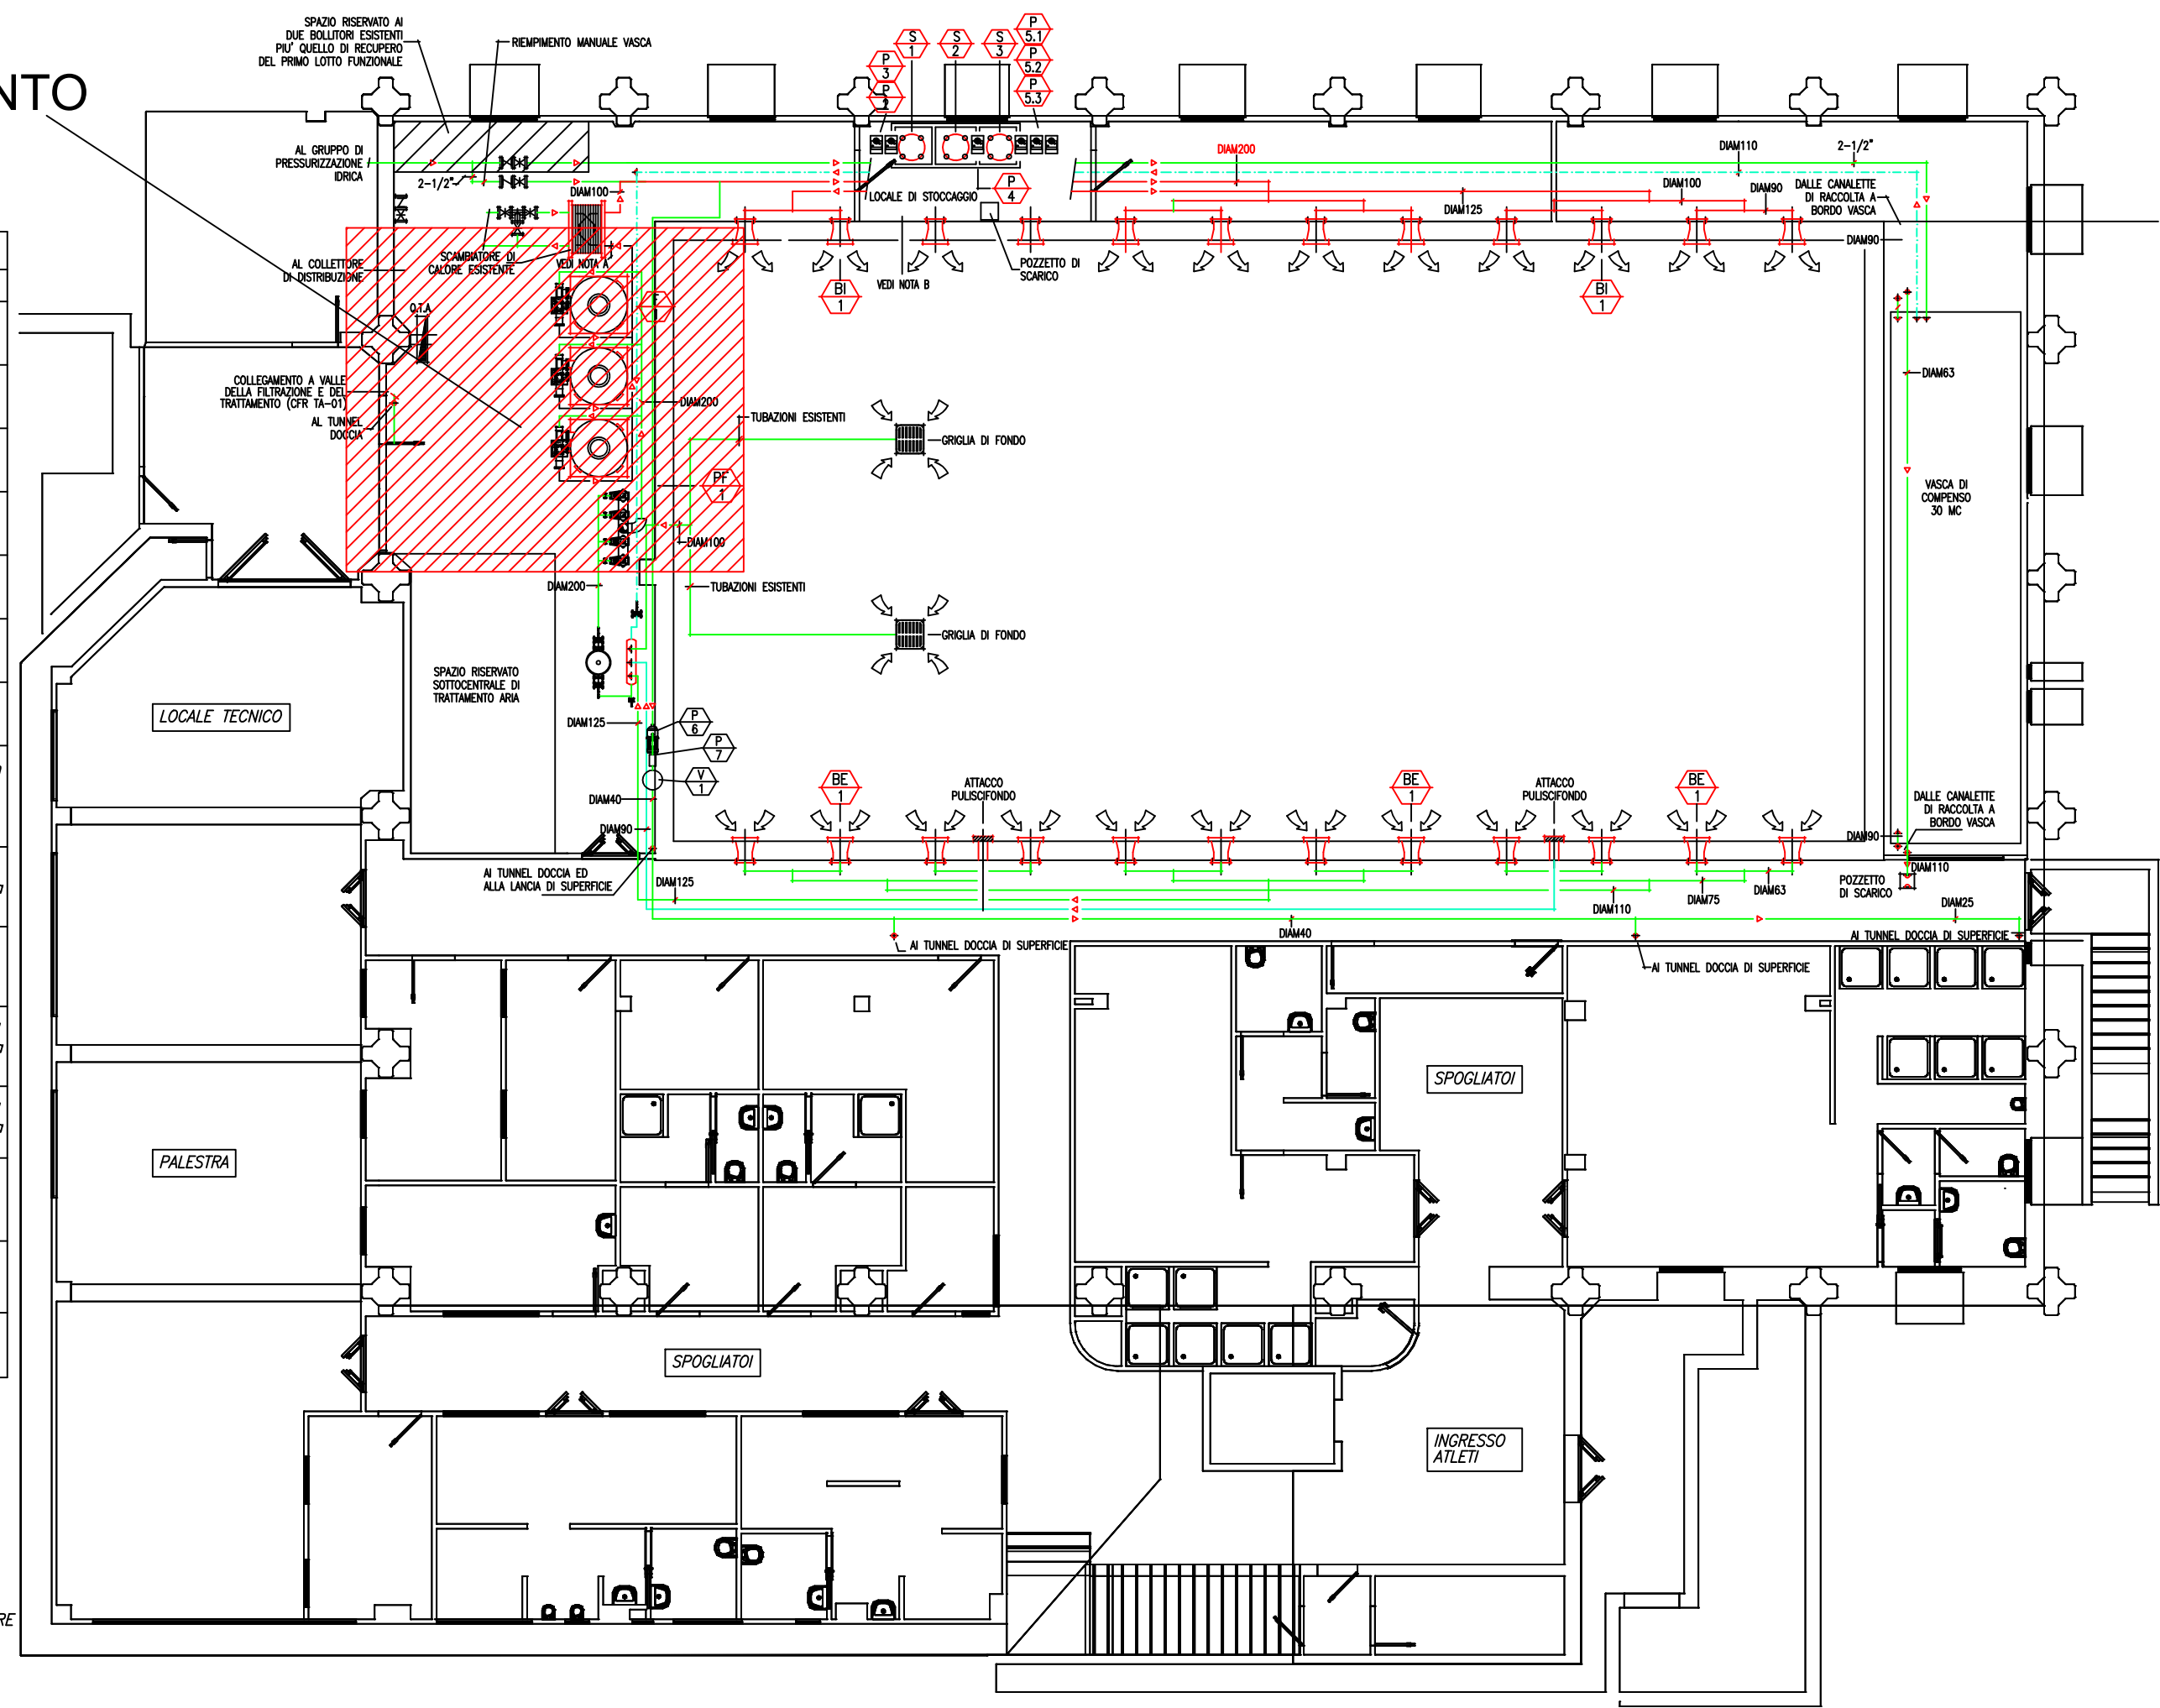 SPAZIO RISERVATO AI
DUE BOLLITORI ESISTENTI
PIU' QUELLO DI RECUPERO
DEL PRIMO LOTTO FUNZIONALE
RIEMPIMENTO MANUALE VASCA
NTO
S
1
S
2
S
3
P
5.1
P
5.2
P
5.3
P
3
P
AL GRUPPO DI
PRESSURIZZAZIONE
IDRICA
2-1/2"
DIAM100
LOCALE DI STOCCAGGIO
P
4
DIAM200
DIAM110
2-1/2"
DIAM125
DIAM100
DIAM90
DALLE CANALETTE
DI RACCOLTA A
BORDO VASCA
DIAM90
SCAMBIATORE DI
CALORE ESISTENTE
VEDI NOTA A
AL COLLETTORE
DI DISTRIBUZIONE
VEDI NOTA B
POZZETTO DI
SCARICO
BI
1
BI
1
Q.T.A.
F
COLLEGAMENTO A VALLE
DELLA FILTRAZIONE E DEL
TRATTAMENTO (CFR TA-01)
AL TUNNEL
DOCCIA
DIAM200
TUBAZIONI ESISTENTI
GRIGLIA DI FONDO
DIAM63
PF
1
VASCA DI
COMPENSO
30 MC
DIAM100
DIAM200
TUBAZIONI ESISTENTI
GRIGLIA DI FONDO
SPAZIO RISERVATO
SOTTOCENTRALE DI
TRATTAMENTO ARIA
LOCALE TECNICO
DIAM125
P
6
P
7
V
1
DIAM40
DIAM90
BE
1
ATTACCO
PULISCIFONDO
BE
1
ATTACCO
PULISCIFONDO
BE
1
DALLE CANALETTE
DI RACCOLTA A
BORDO VASCA
DIAM90
AI TUNNEL DOCCIA ED
ALLA LANCIA DI SUPERFICIE
DIAM125
DIAM110
DIAM75
DIAM63
POZZETTO
DI SCARICO
DIAM110
DIAM25
DIAM40
AI TUNNEL DOCCIA DI SUPERFICIE
AI TUNNEL DOCCIA DI SUPERFICIE
AI TUNNEL DOCCIA DI SUPERFICIE
SPOGLIATOI
PALESTRA
SPOGLIATOI
INGRESSO
ATLETI
RE